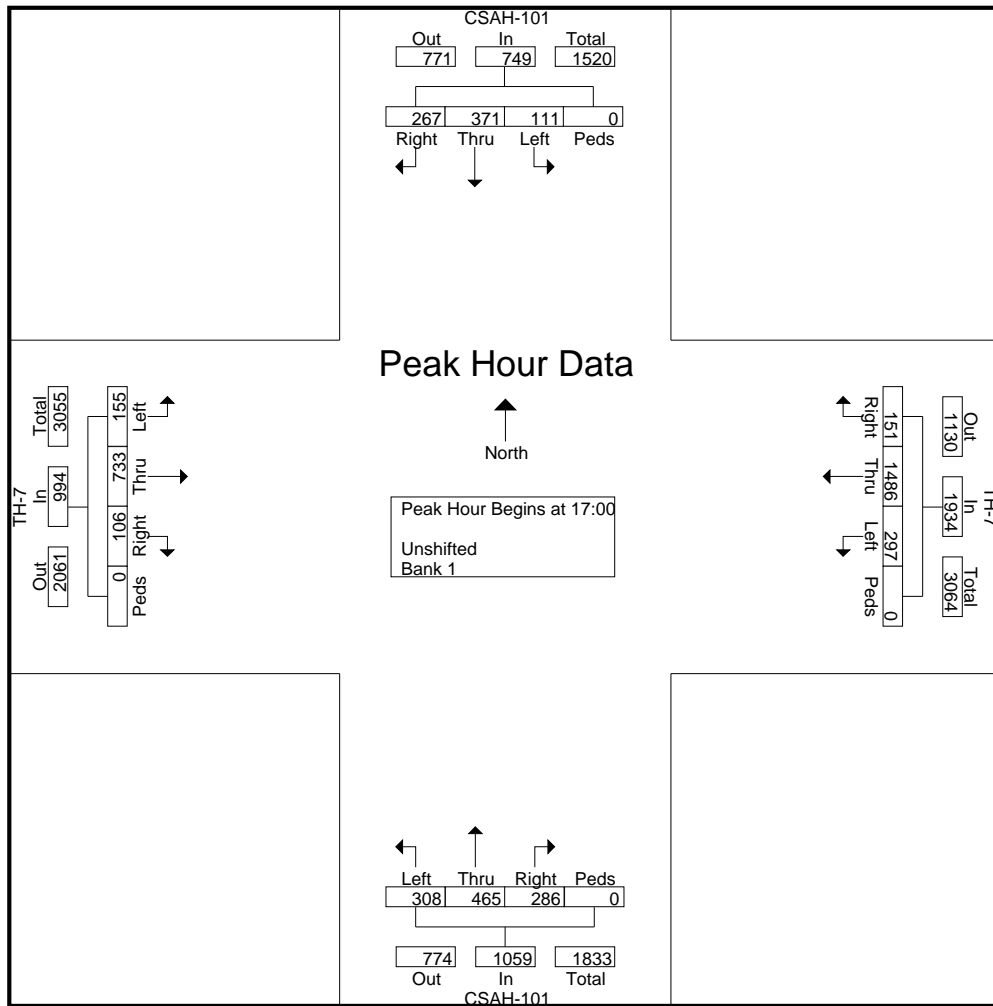 CSAH-101
Out In Total
771 749 1520
267 371 111 0
Right Thru Left Peds
Peak Hour Data
North
Peak Hour Begins at 17:00
Unshifted
Bank 1
TH-7
Out In Total
2061 994 3055
106 733 155
0
Peds Right Thru Left
TH-7
Out In Total
1130 1934 3064
151 1486 297 0
Right Thru Left Peds
Left Thru Right Peds
308 465 286 0
774 1059 1833
Out In Total
CSAH-101